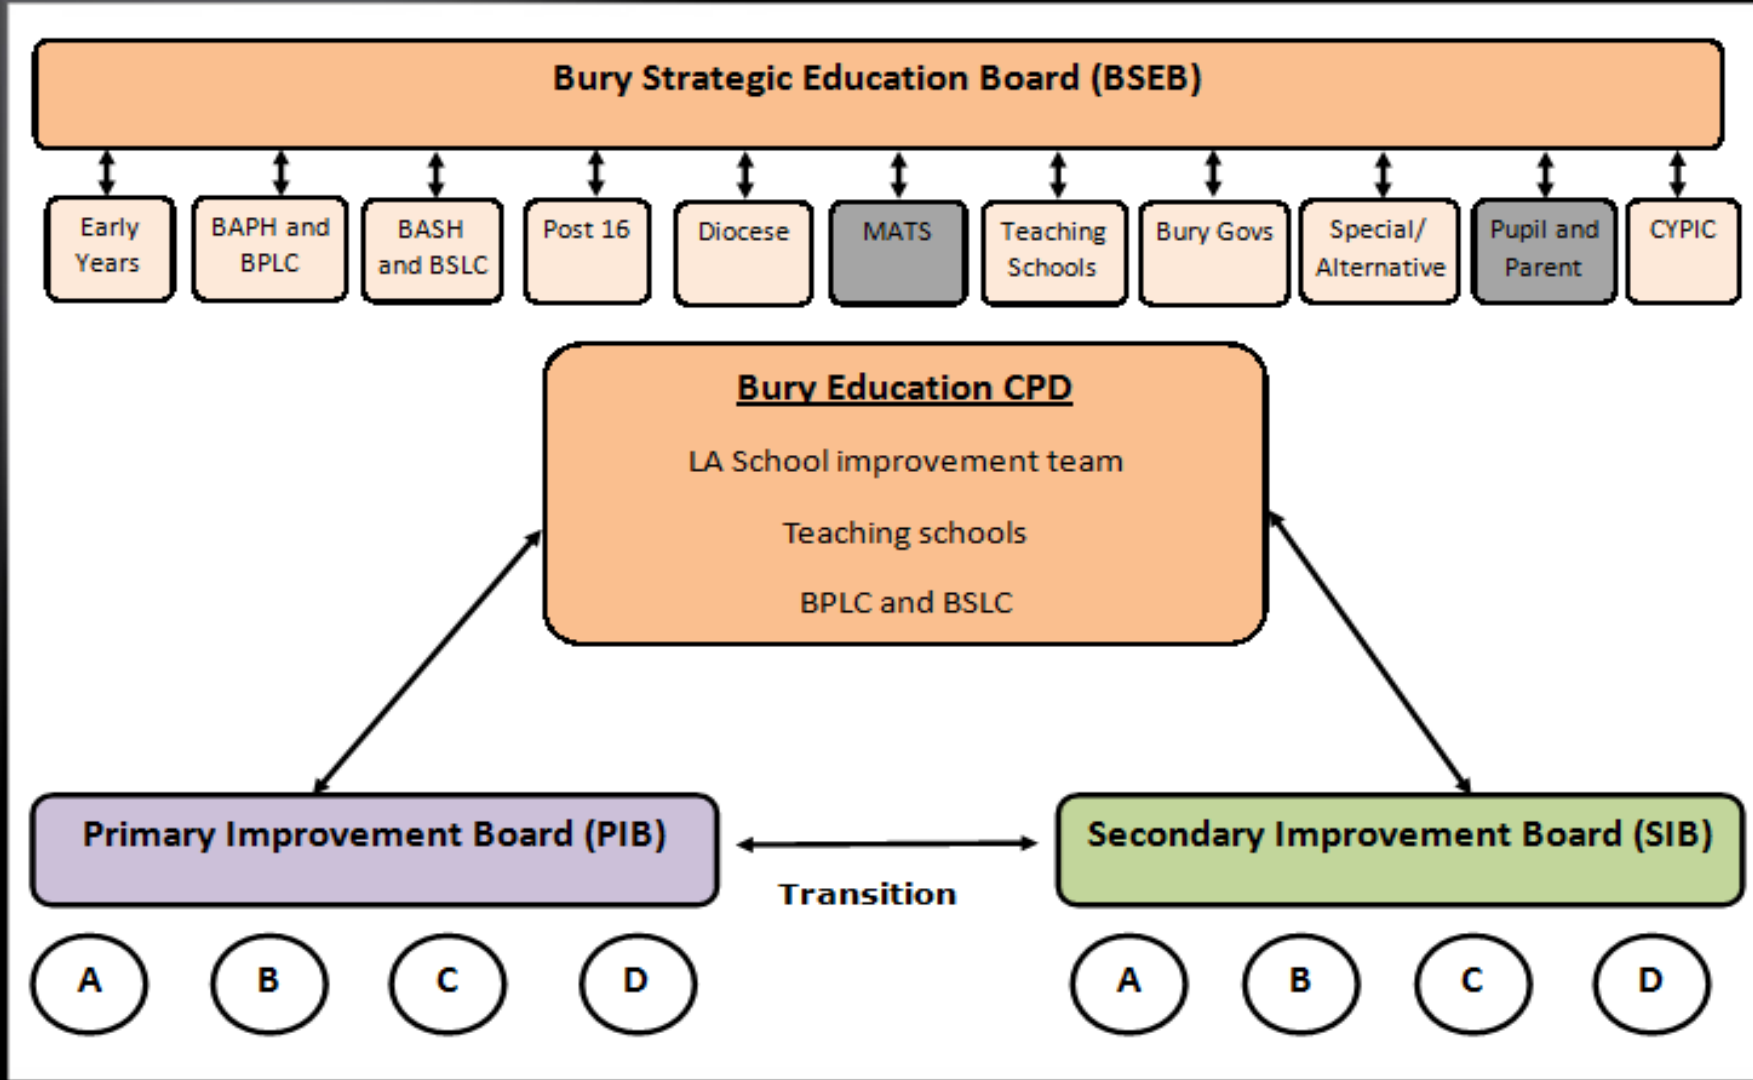 Bury Strategic Education Board (BSEB)
Early
Years
BAPH and
BPLC
BASH
and BSLC
Post 16
Diocese
MATS
Teaching
Schools
Bury Govs
Special/
Alternative
Pupil and
Parent
CYPIC
Bury Education CPD
LA School improvement team
Teaching schools
BPLC and BSLC
Primary Improvement Board (PIB)
Transition
Secondary Improvement Board (SIB)
A B C D
A B C D